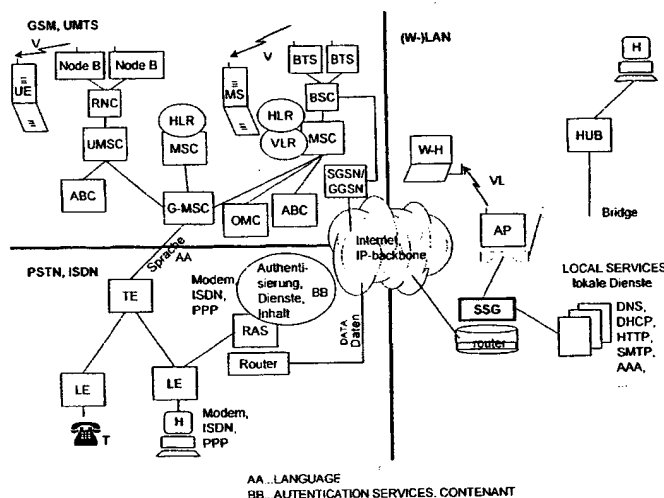 GSM, UMTS
V
Node B
Node B
UE
RNC
UMSC
ABC
HLR
MSC
G-MSC
V
BTS
BTS
MS
BSC
HLR
VLR
MSC
SGSN/
GGSN
OMC
ABC
(W-)LAN
H
HUB
W-H
VL
Bridge
AP
Internet,
IP-backbone
LOCAL SERVICES
lokale Dienste
SSG
router
DNS,
DHCP,
HTTP,
SMTP,
AAA,
...
PSTN, ISDN
Sprache
AA
TE
Modem,
ISDN,
PPP
Authenti-
sierung,
Dienste,
Inhalt
BB
RAS
Router
DATA
Daten
LE
LE
T
H
Modem,
ISDN,
PPP
AA...LANGUAGE
BB...AUTENTICATION SERVICES, CONTENANT